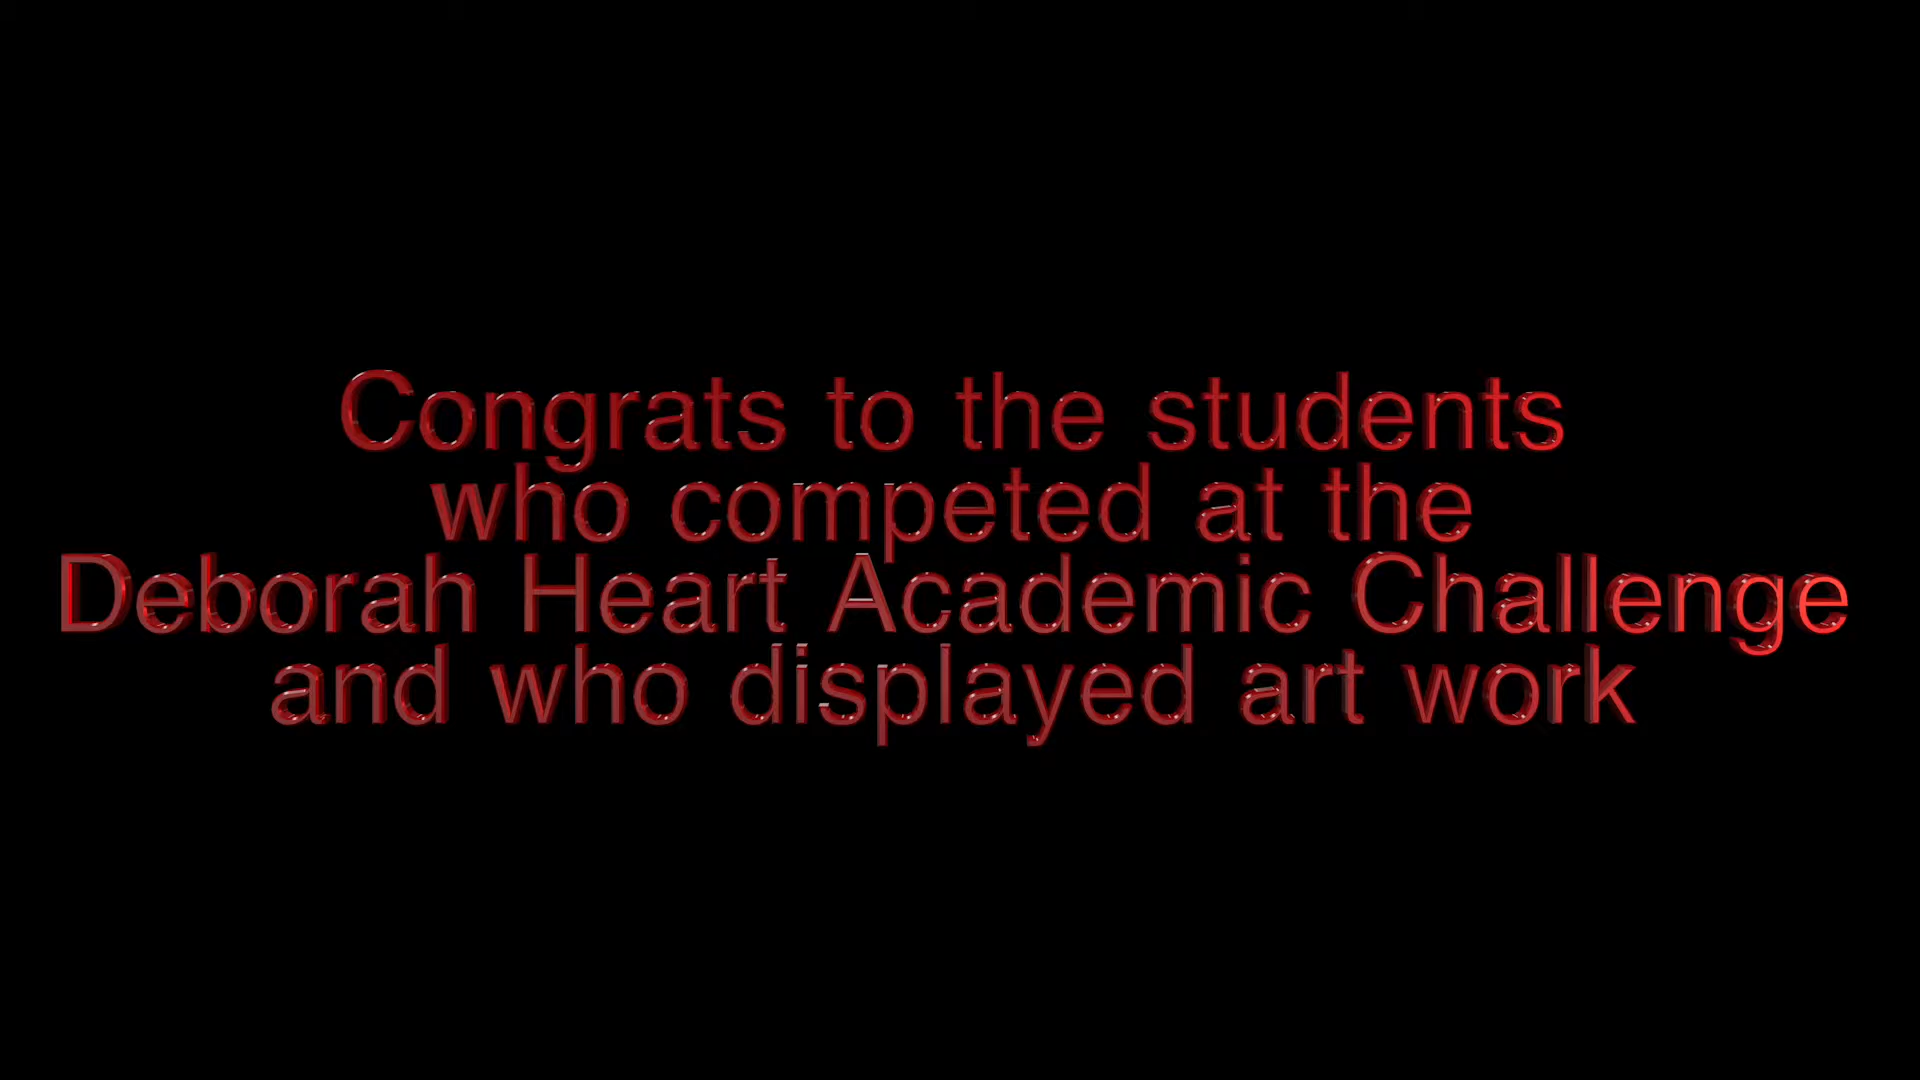 Congrats to the students
who competed at the
Deborah Heart Academic Challenge
and who displayed art work